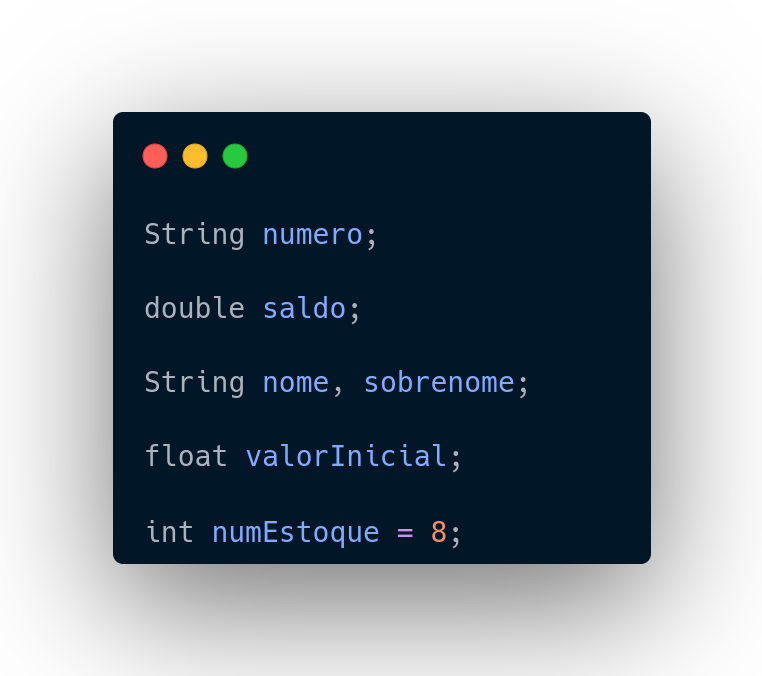 String numero;
double saldo;
String nome, sobrenome;
float valorInicial;
int numEstoque = 8;